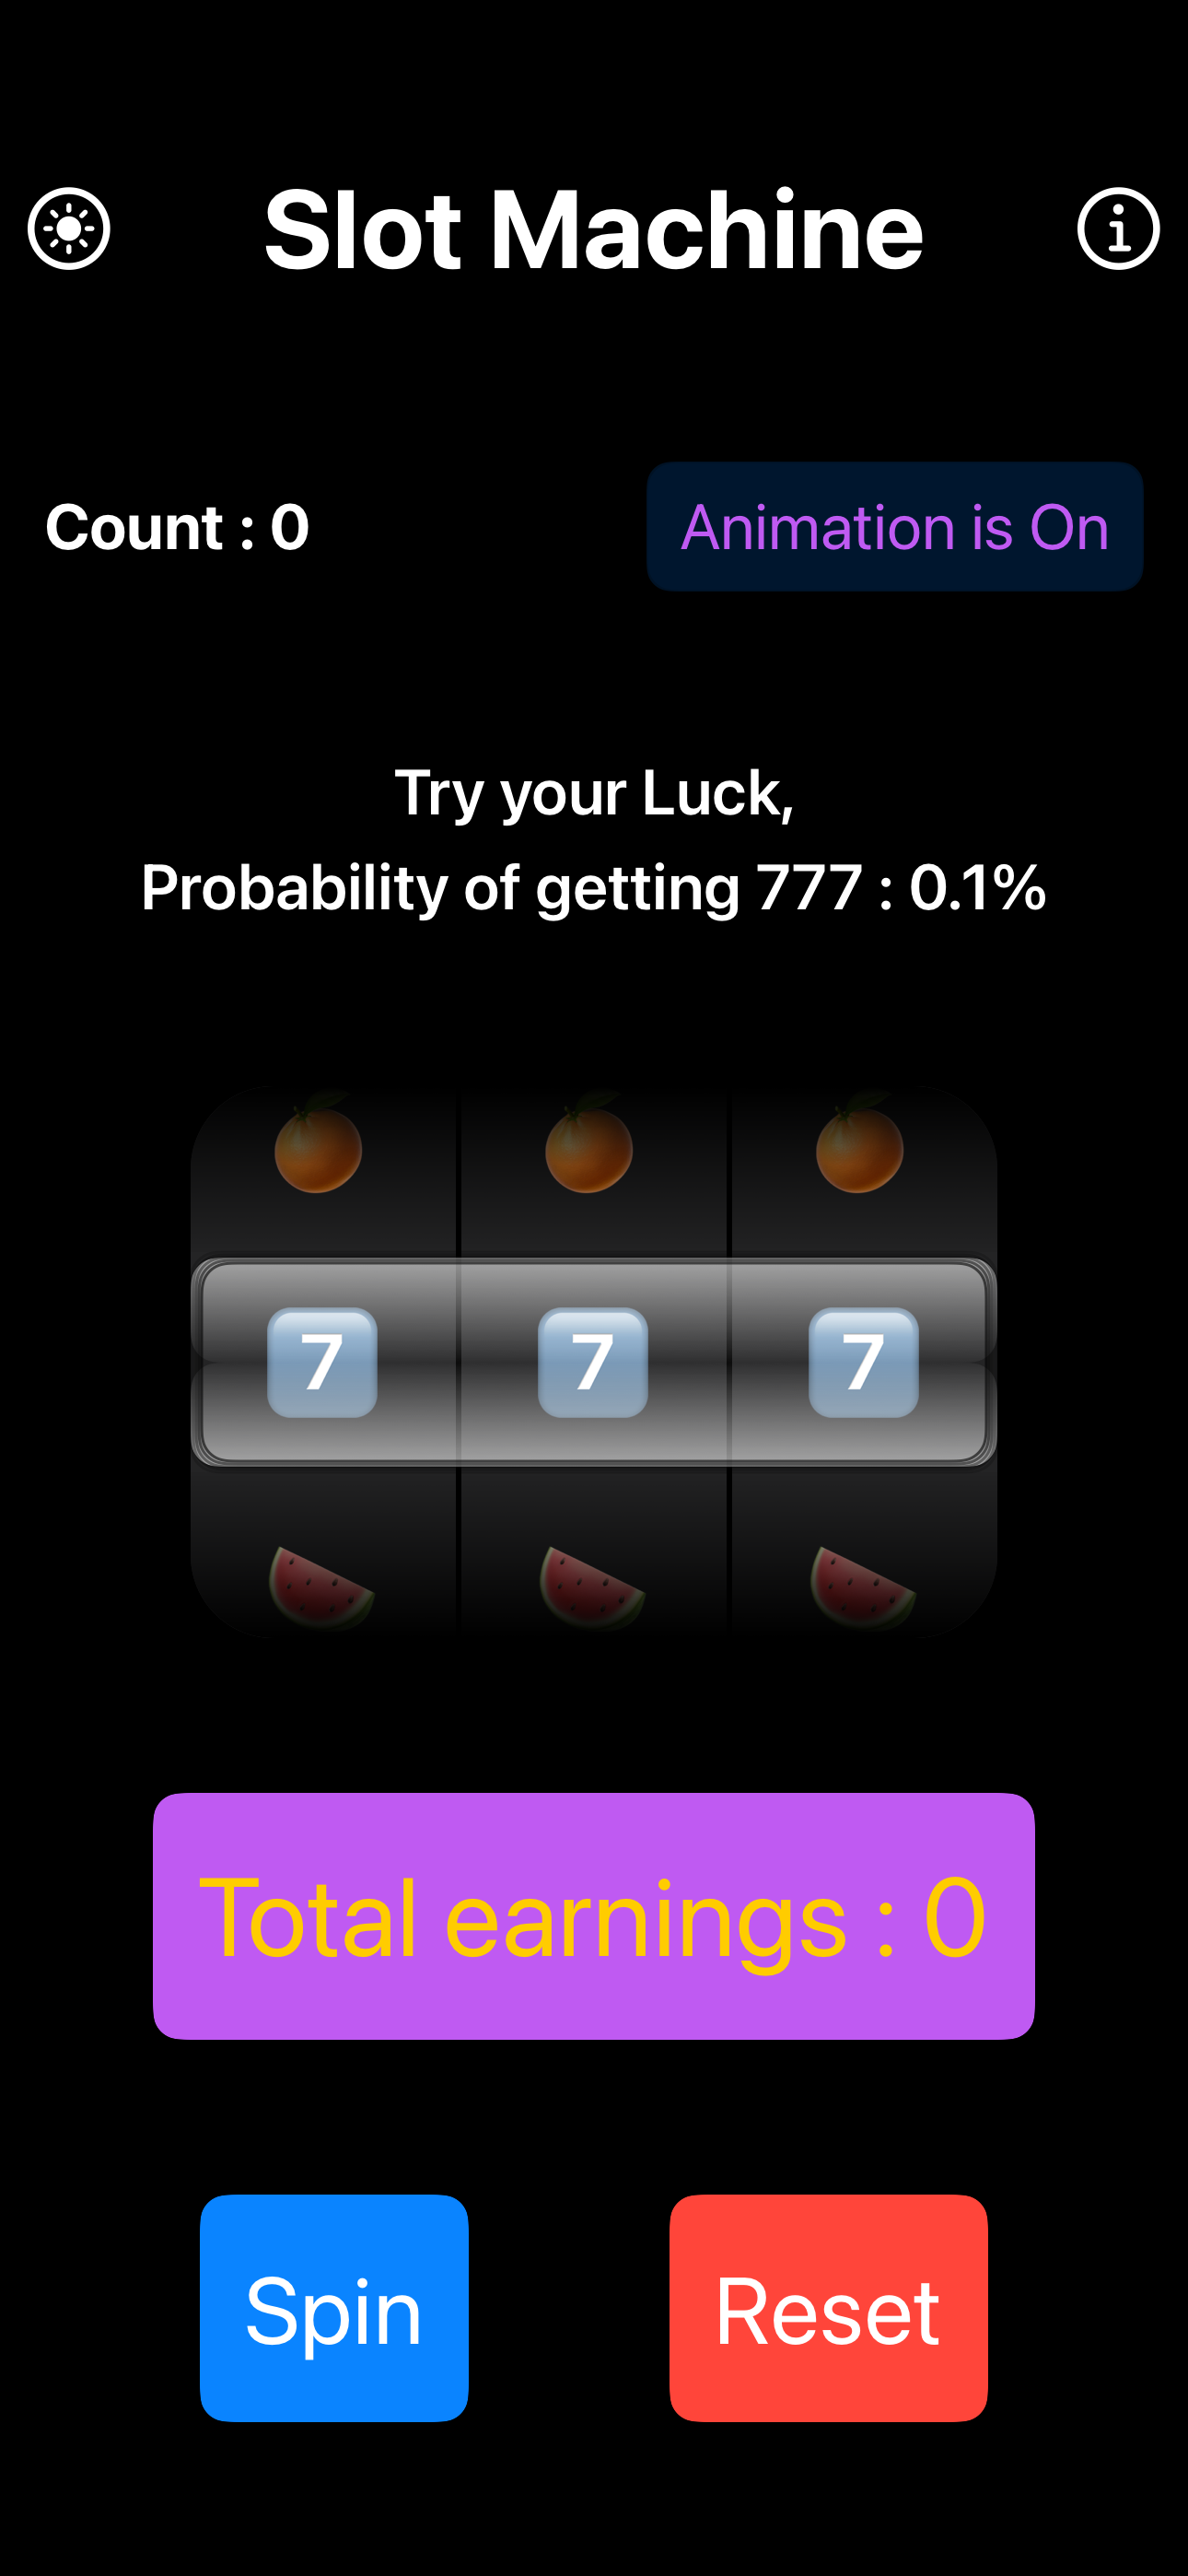 Slot Machine
Count : 0
Animation is On
Try your Luck,
Probability of getting 777 : 0.1%
7 7 7
Total earnings : 0
Spin
Reset